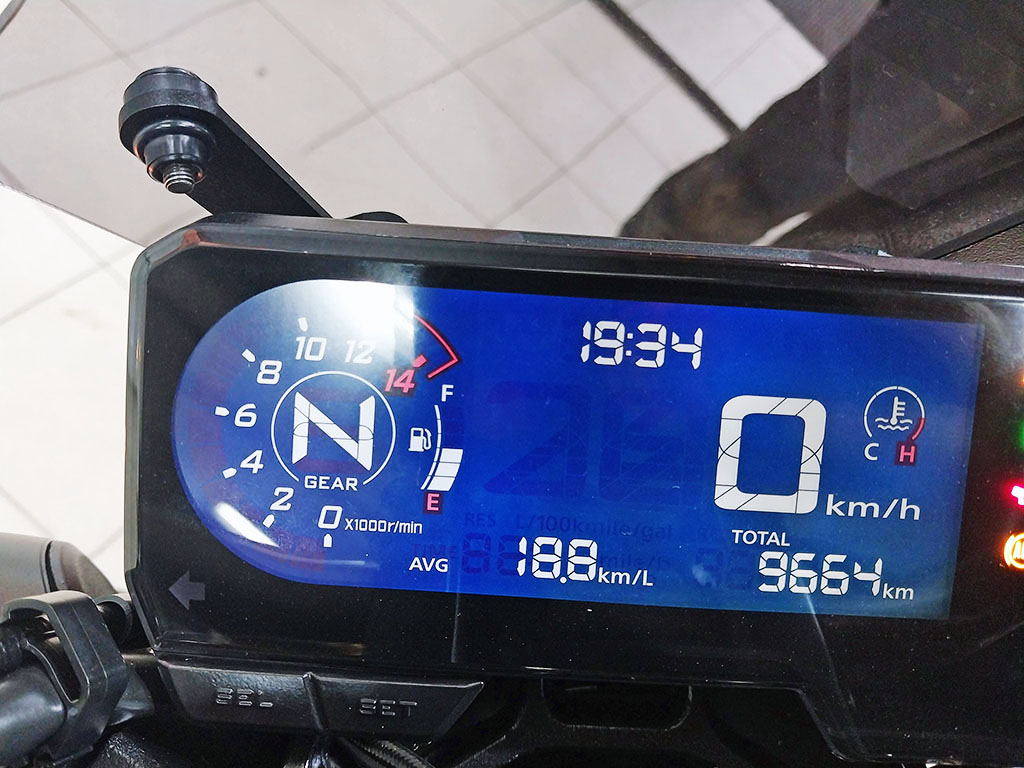 19:34
10 12
8 14
6 F
N
4
GEAR
E
2
0 X1000r/min
0 km/h
C H
AVG 18.8 km/L
TOTAL
9664 km
SEL SET